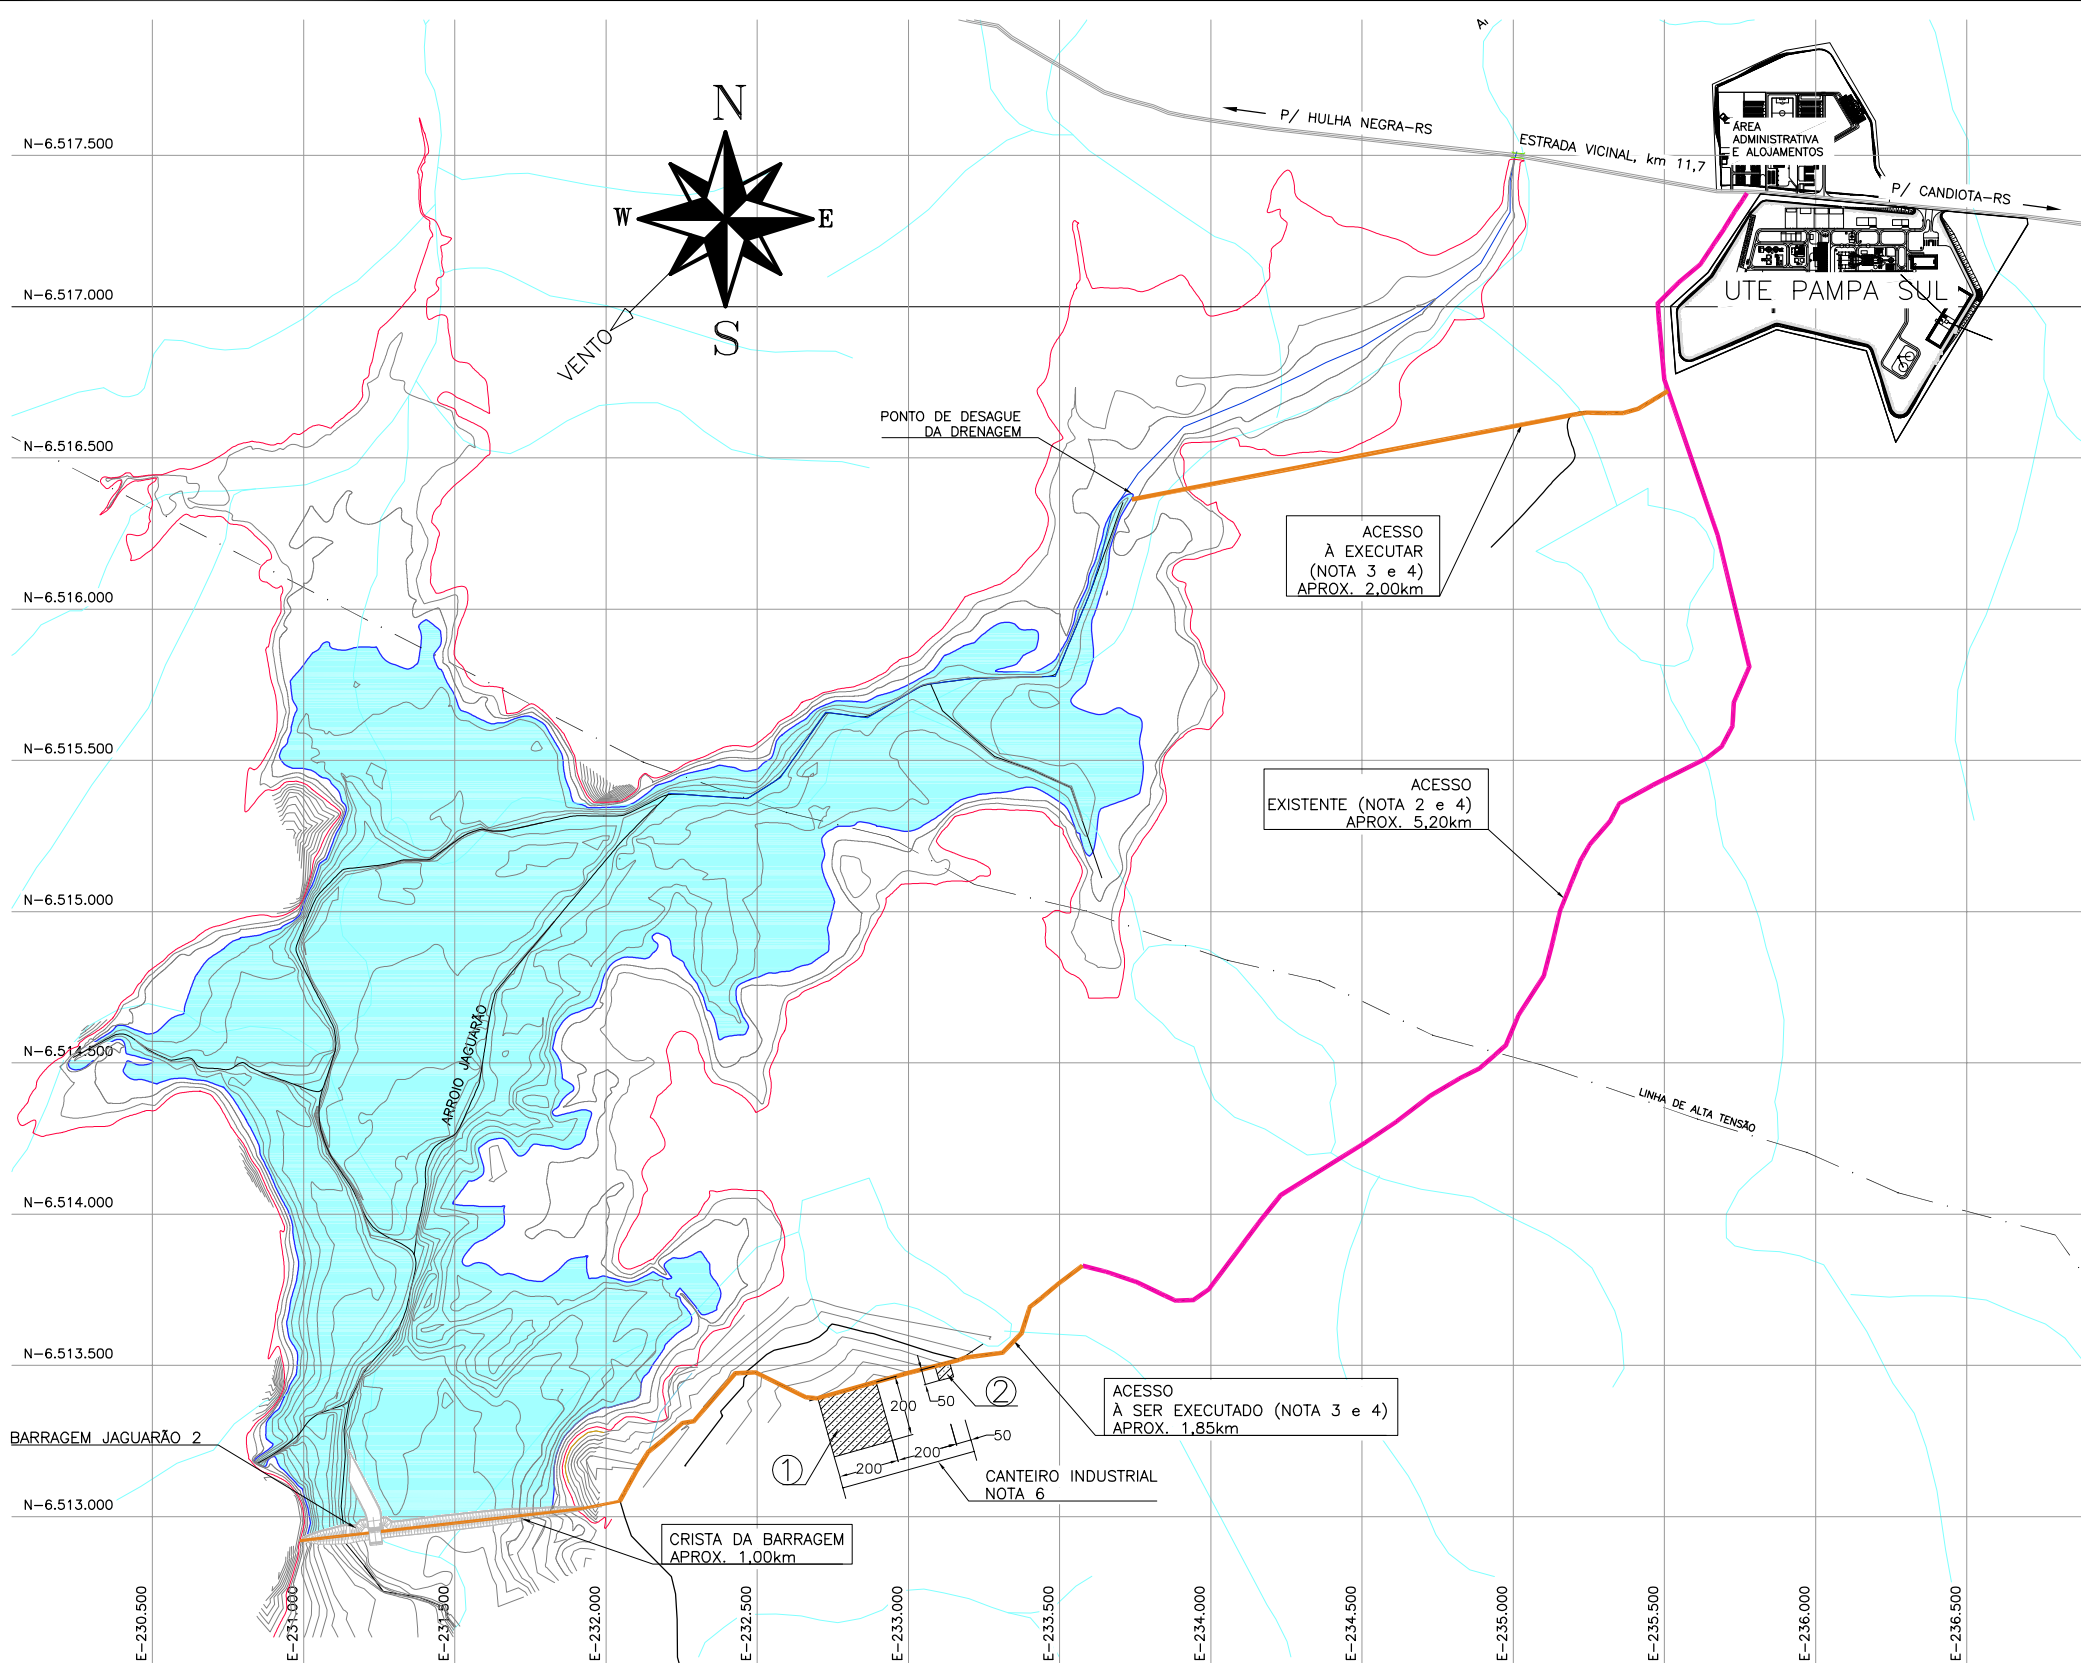 N
W
E
S
VENTO
P/ HULHA NEGRA-RS
ESTRADA VICINAL, km 11,7
ÁREA
ADMINISTRATIVA
E ALOJAMENTOS
P/ CANDIOTA-RS
UTE PAMPA SUL
N-6.517.500
N-6.517.000
N-6.516.500
N-6.516.000
N-6.515.500
N-6.515.000
N-6.514.500
N-6.514.000
N-6.513.500
N-6.513.000
PONTO DE DESAGUE
DA DRENAGEM
ACESSO
À EXECUTAR
(NOTA 3 e 4)
APROX. 2,00km
ACESSO
EXISTENTE (NOTA 2 e 4)
APROX. 5,20km
ARROIO JAGUARÃO
LINHA DE ALTA TENSÃO
ACESSO
À SER EXECUTADO (NOTA 3 e 4)
APROX. 1,85km
2
50
200
1
200
200
50
CANTEIRO INDUSTRIAL
NOTA 6
BARRAGEM JAGUARÃO 2
CRISTA DA BARRAGEM
APROX. 1,00km
E-230.500
E-231.000
E-231.500
E-232.000
E-232.500
E-233.000
E-233.500
E-234.000
E-234.500
E-235.000
E-235.500
E-236.000
E-236.500